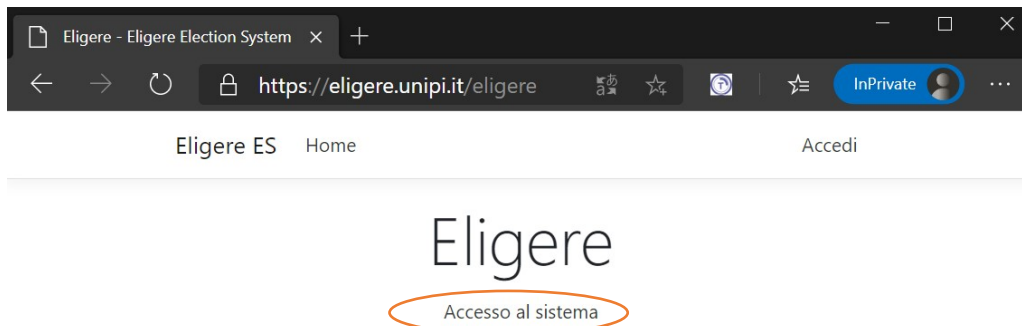 Eligere - Eligere Election System
https://eligere.unipi.it/eligere
InPrivate
Eligere ES Home Accedi
Eligere
Accesso al sistema